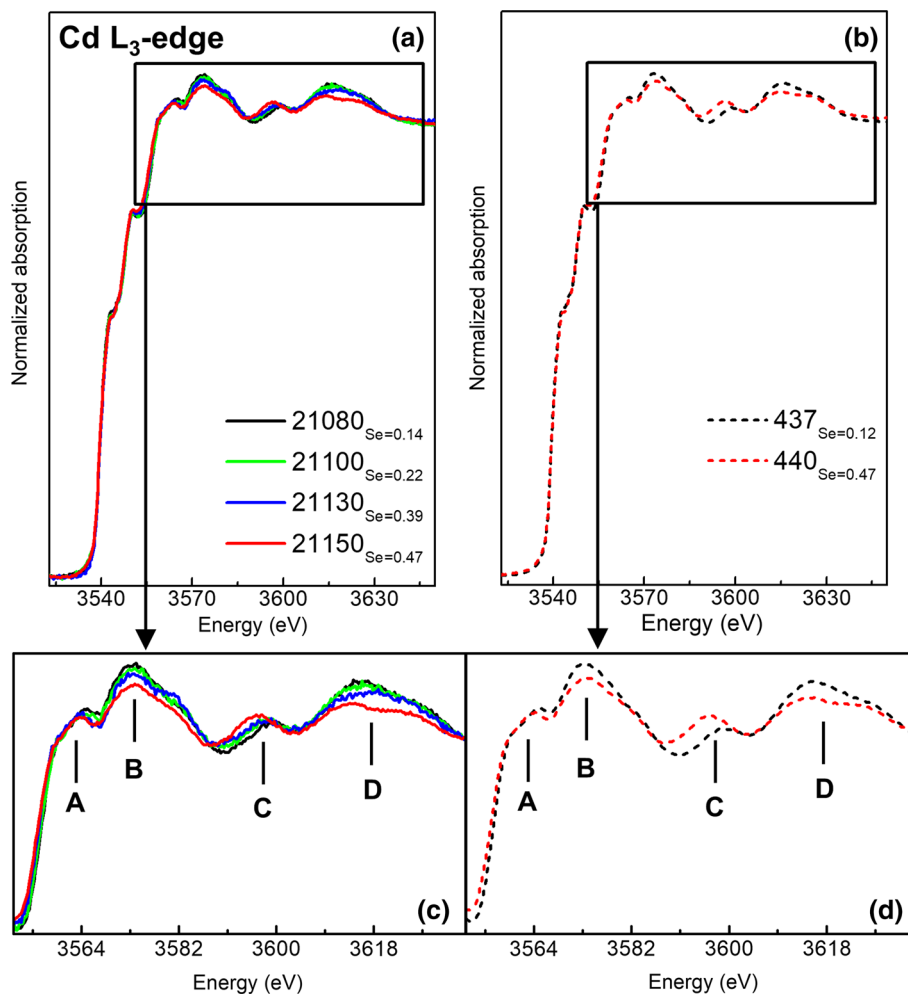 Cd L3-edge
(a)
Normalized absorption
21080Se=0.14
21100Se=0.22
21130Se=0.39
21150Se=0.47
3540 3570 3600 3630
Energy (eV)
(b)
Normalized absorption
437Se=0.12
440Se=0.47
3540 3570 3600 3630
Energy (eV)
A B C D
(c)
3564 3582 3600 3618
Energy (eV)
A B C D
(d)
3564 3582 3600 3618
Energy (eV)